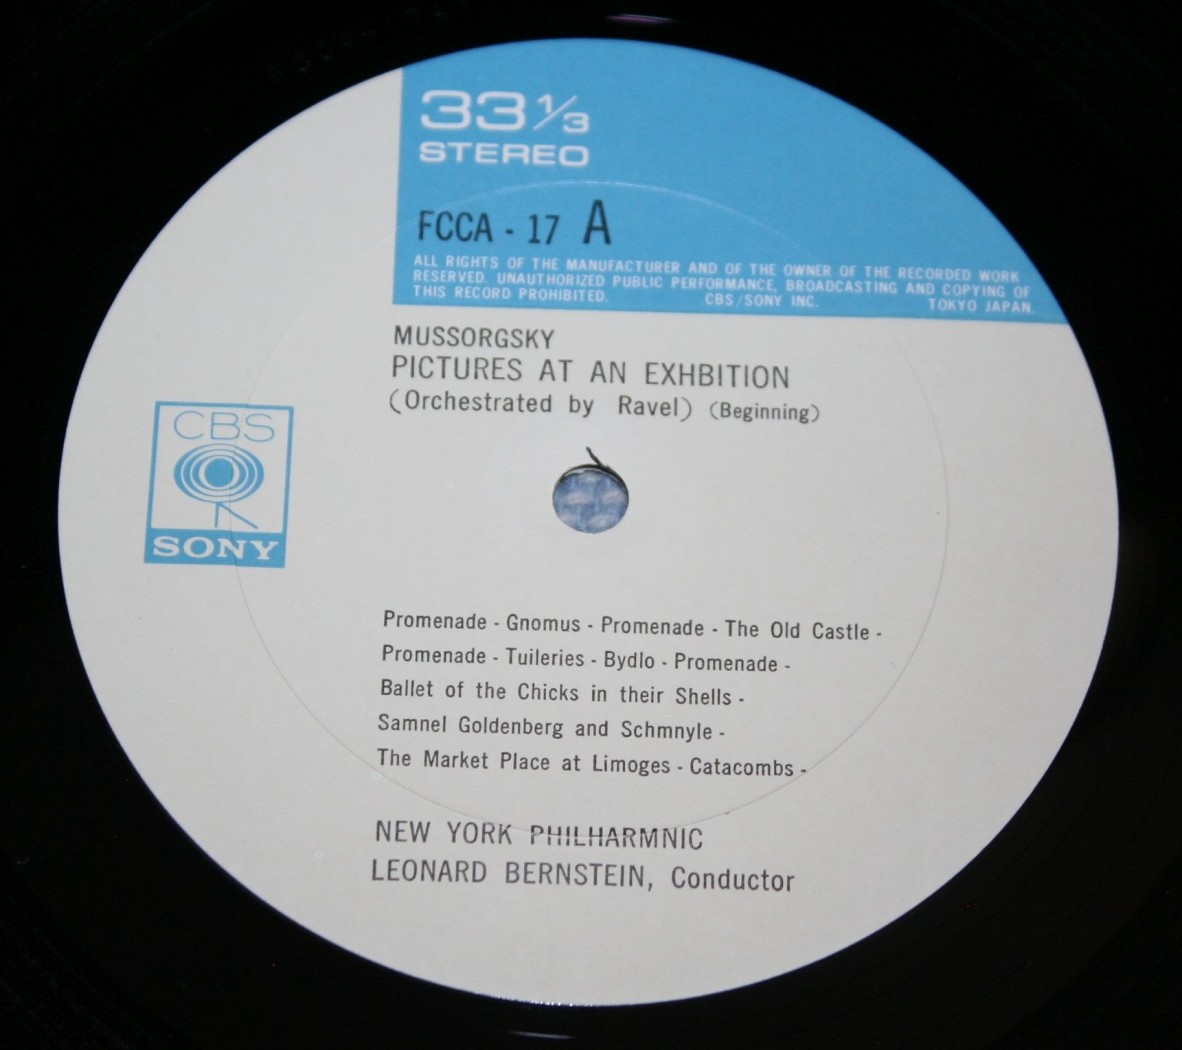 33 1/3
STEREO
FCCA - 17 A
ALL RIGHTS OF THE MANUFACTURER AND OF THE OWNER OF THE RECORDED WORK
RESERVED. UNAUTHORIZED PUBLIC PERFORMANCE, BROADCASTING AND COPYING OF
THIS RECORD PROHIBITED. CBS/SONY INC. TOKYO JAPAN.
MUSSORGSKY
PICTURES AT AN EXHBITION
(Orchestrated by Ravel) (Beginning)
CBS
SONY
Promenade - Gnomus - Promenade - The Old Castle -
Promenade - Tuileries - Bydlo - Promenade -
Ballet of the Chicks in their Shells -
Samnel Goldenberg and Schmnyle -
The Market Place at Limoges - Catacombs -
NEW YORK PHILHARMNIC
LEONARD BERNSTEIN, Conductor